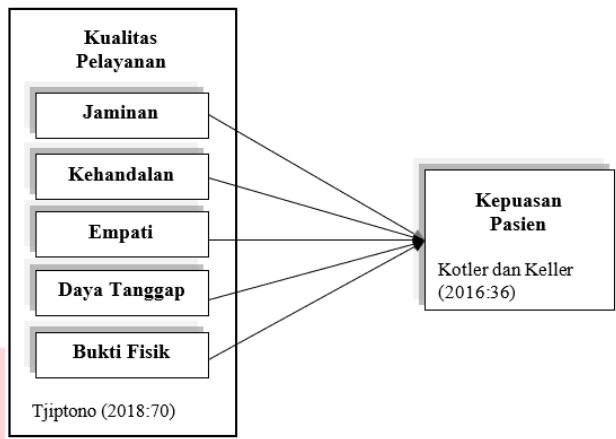 Kualitas
Pelayanan
Jaminan
Kehandalan
Empati
Daya Tanggap
Bukti Fisik
Tjiptono (2018:70)
Kepuasan
Pasien
Kotler dan Keller
(2016:36)